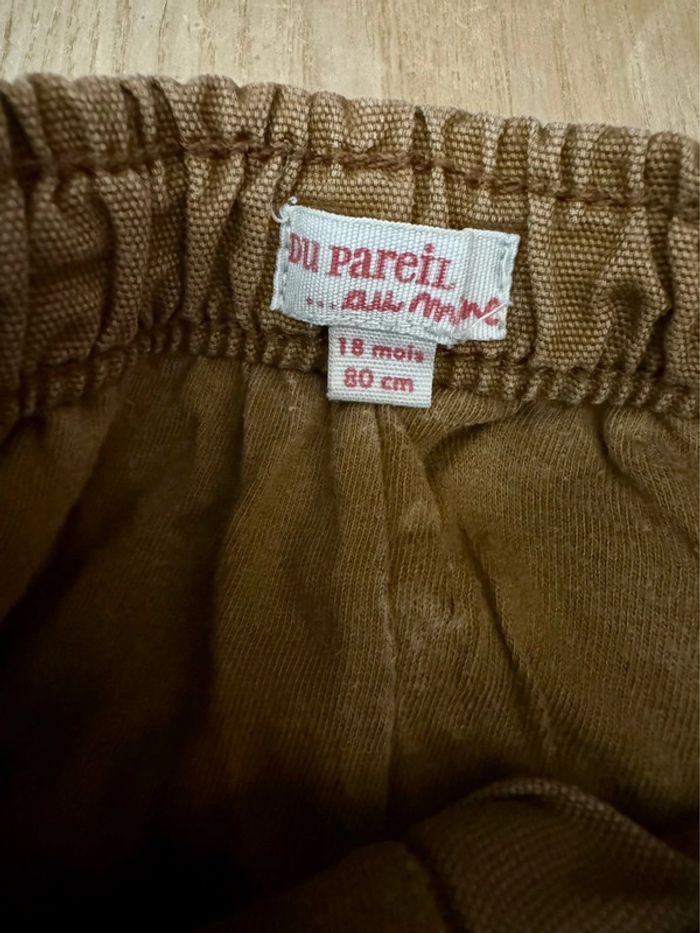 DU PAREIL
...au même
18 mois
80 cm